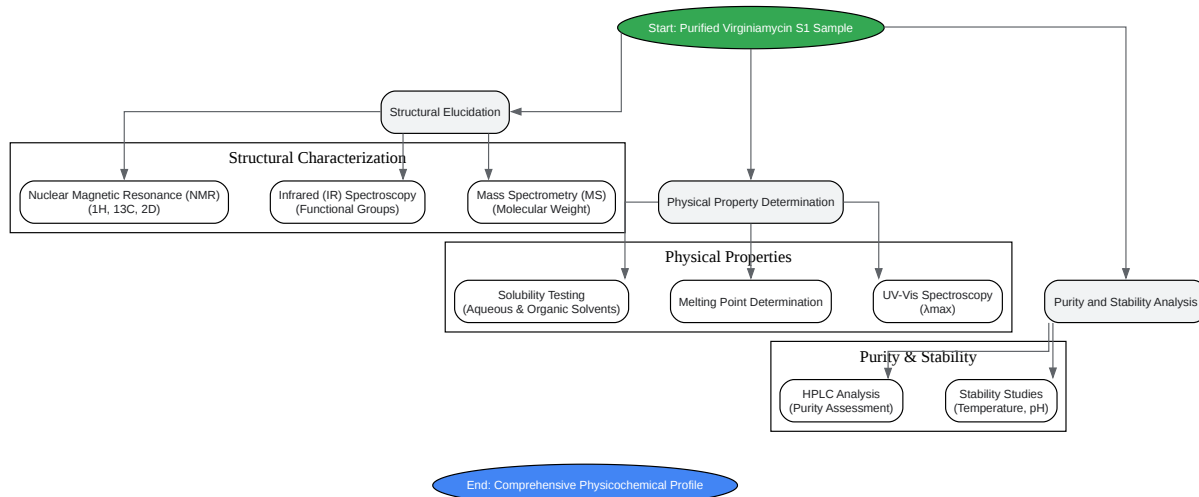 Start: Purified Virginiamycin S1 Sample
Structural Elucidation
Structural Characterization
Nuclear Magnetic Resonance (NMR)
(1H, 13C, 2D)
Infrared (IR) Spectroscopy
(Functional Groups)
Mass Spectrometry (MS)
(Molecular Weight)
Physical Property Determination
Physical Properties
Solubility Testing
(Aqueous & Organic Solvents)
Melting Point Determination
UV-Vis Spectroscopy
(λmax)
Purity and Stability Analysis
Purity & Stability
HPLC Analysis
(Purity Assessment)
Stability Studies
(Temperature, pH)
End: Comprehensive Physicochemical Profile